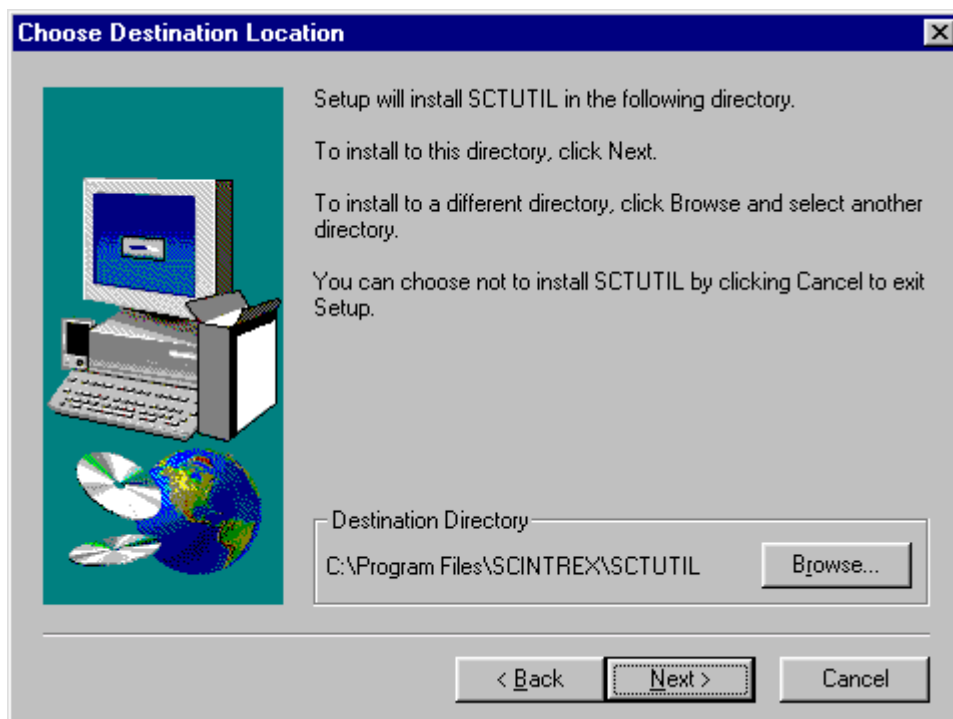 Choose Destination Location
Setup will install SCTUTIL in the following directory.
To install to this directory, click Next.
To install to a different directory, click Browse and select another
directory.
You can choose not to install SCTUTIL by clicking Cancel to exit
Setup.
Destination Directory
C:\Program Files\SCINTREX\SCTUTIL
Browse...
< Back
Next >
Cancel